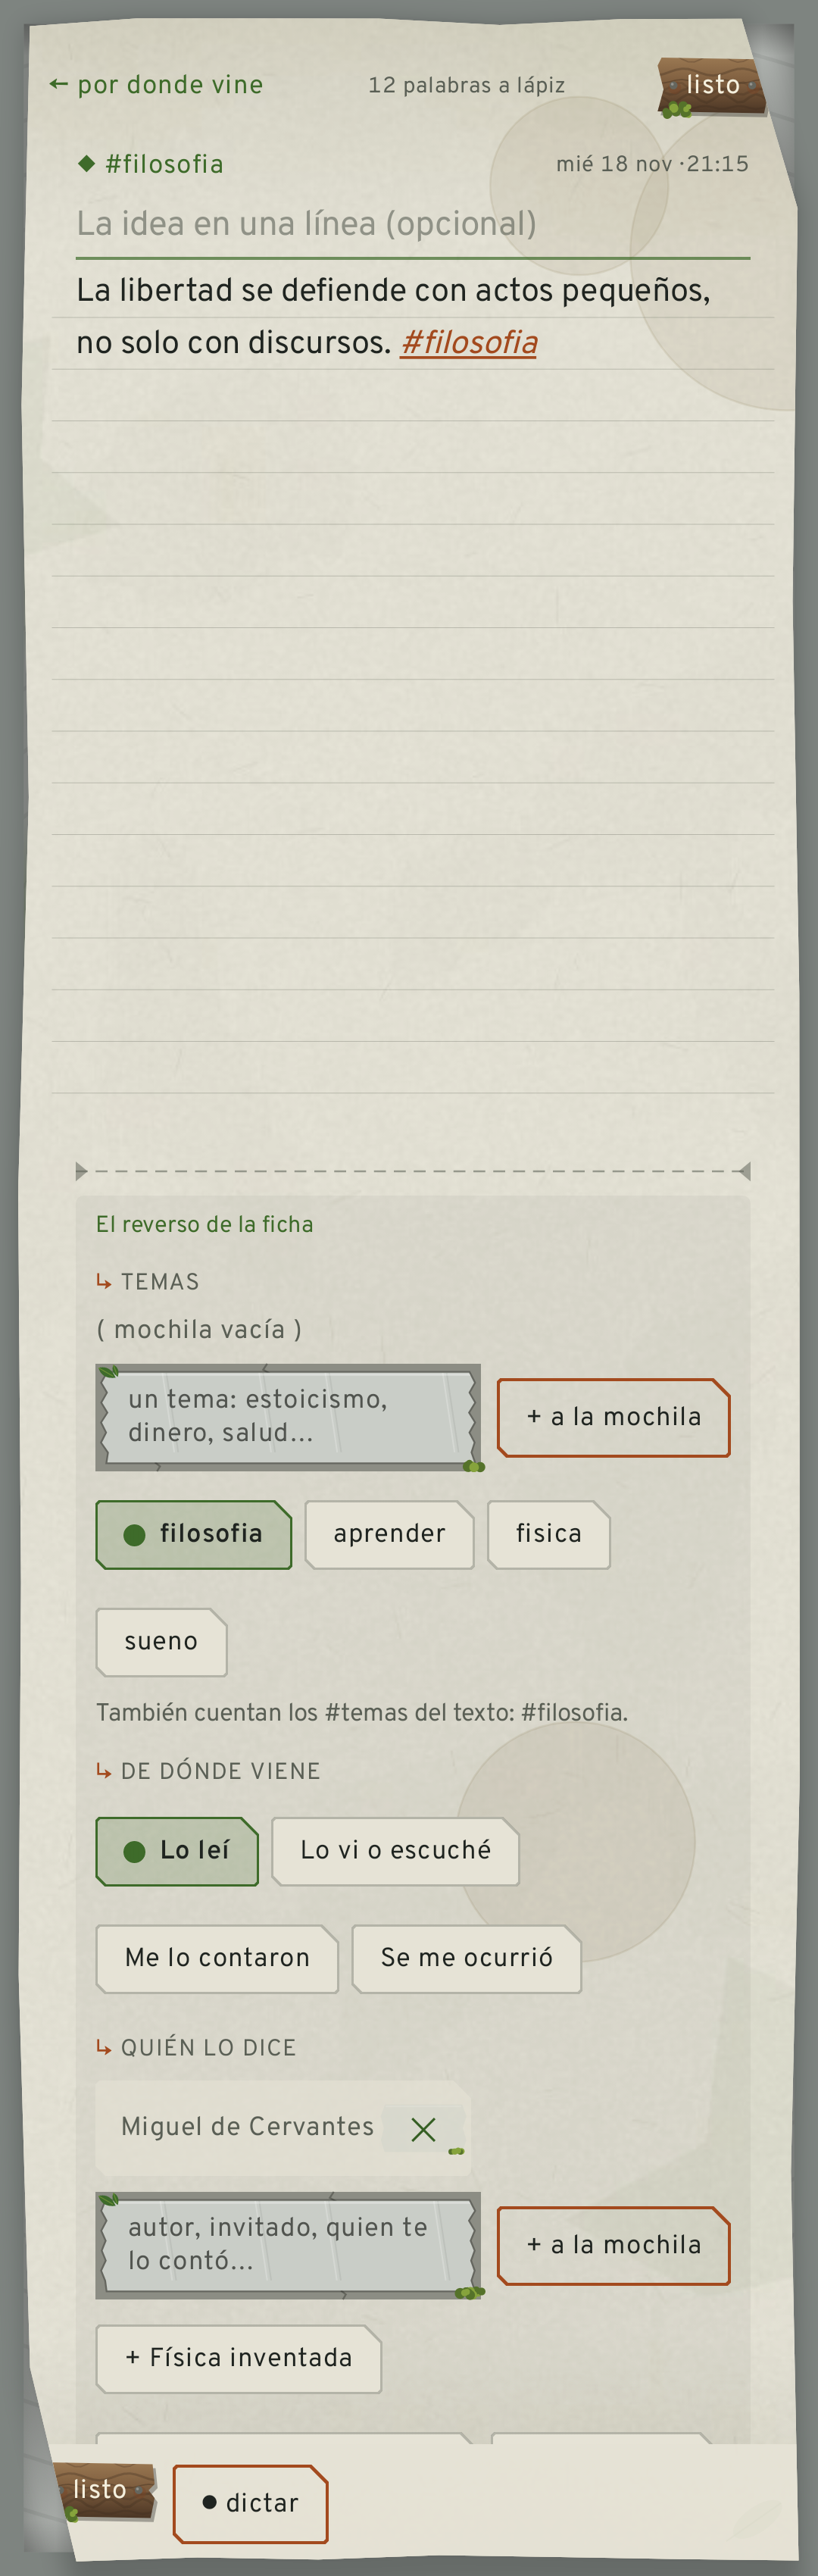 ← por donde vine
12 palabras a lápiz
listo
#filosofia
mié 18 nov ·21:15
La idea en una línea (opcional)
La libertad se defiende con actos pequeños,
no solo con discursos. #filosofia
El reverso de la ficha
↳ TEMAS
( mochila vacía )
un tema: estoicismo,
dinero, salud...
+ a la mochila
filosofia
aprender
fisica
sueno
También cuentan los #temas del texto: #filosofia.
↳ DE DÓNDE VIENE
Lo leí
Lo vi o escuché
Me lo contaron
Se me ocurrió
↳ QUIÉN LO DICE
Miguel de Cervantes
autor, invitado, quien te
lo contó...
+ a la mochila
+ Física inventada
listo
dictar